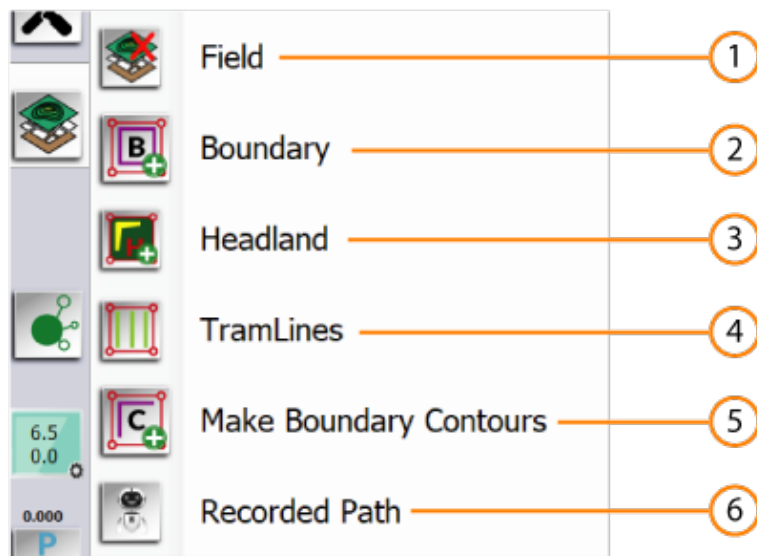 Field 1
B Boundary 2
H Headland 3
TramLines 4
C Make Boundary Contours 5
6.5
0.0
Recorded Path 6
0.000
P